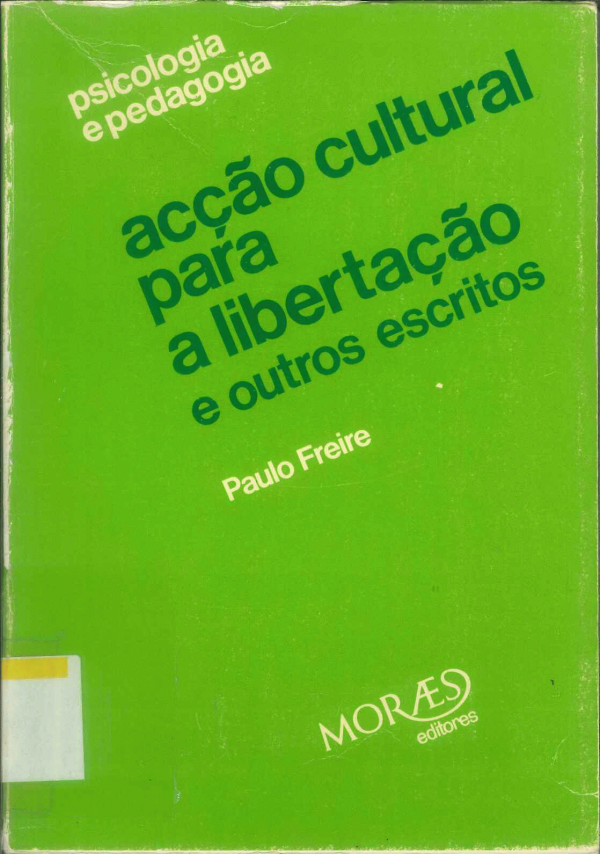 psicologia
e pedagogia
acção cultural
para
a libertação
e outros escritos
Paulo Freire
MORÆS
editores